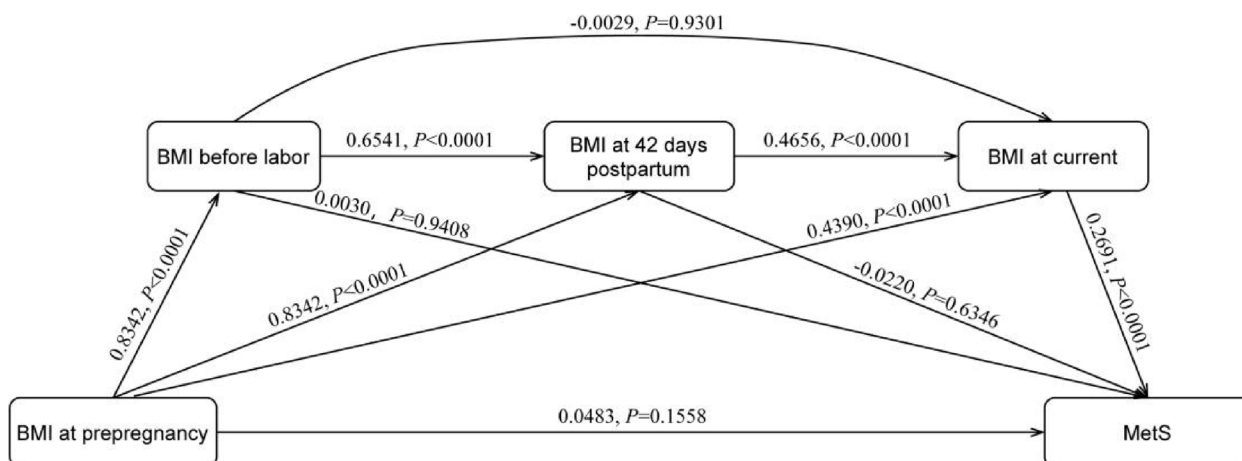 -0.0029, P=0.9301
BMI before labor
0.6541, P<0.0001
BMI at 42 days
postpartum
0.4656, P<0.0001
BMI at current
0.0030, P=0.9408
0.4390, P<0.0001
0.8342, P<0.0001
0.8342, P<0.0001
-0.0220, P=0.6346
0.2691, P<0.0001
BMI at prepregnancy
0.0483, P=0.1558
MetS